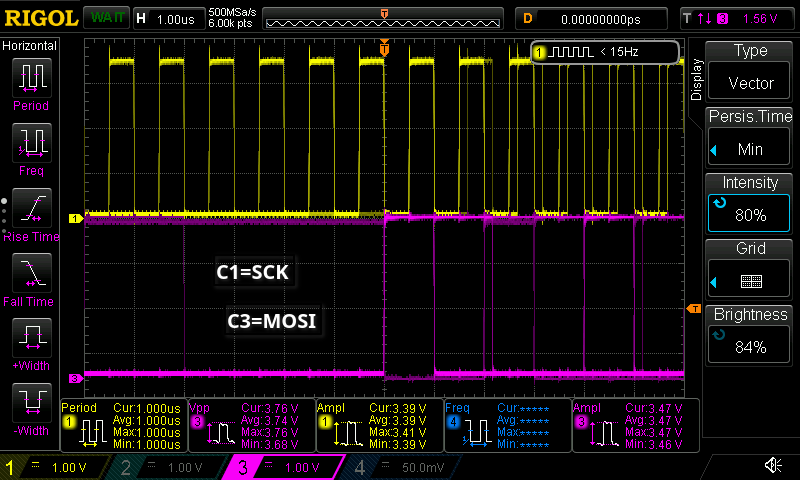 RIGOL WAIT H 1.00us 500MSa/s 6.00k pts T D 0.00000000ps T 3 1.56 V
Horizontal
Period
Freq
Rise Time
Fall Time
+Width
-Width
1 < 15Hz
T
1
C1=SCK
C3=MOSI
T
3
Display
Type
Vector
Persis.Time
Min
Intensity
80%
Grid
Brightness
84%
Period Cur:1.000us Vpp Cur:3.76 V Ampl Cur:3.39 V Freq Cur:***** Ampl Cur:3.47 V
1 Avg:1.000us 3 Avg:3.74 V 1 Avg:3.39 V 4 Avg:***** 3 Avg:3.47 V
Max:1.000us Max:3.76 V Max:3.41 V Max:***** Max:3.47 V
Min:1.000us Min:3.68 V Min:3.39 V Min:***** Min:3.46 V
1 1.00 V 2 1.00 V 3 1.00 V 4 50.0mV